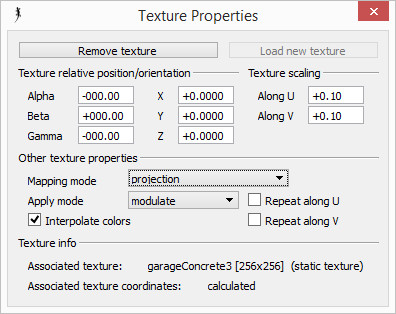 Texture Properties
Remove texture Load new texture
Texture relative position/orientation Texture scaling
Alpha -000.00 X +0.0000 Along U +0.10
Beta +000.00 Y +0.0000 Along V +0.10
Gamma -000.00 Z +0.0000
Other texture properties
Mapping mode projection
Apply mode modulate Repeat along U
Interpolate colors Repeat along V
Texture info
Associated texture: garageConcrete3 [256x256] (static texture)
Associated texture coordinates: calculated